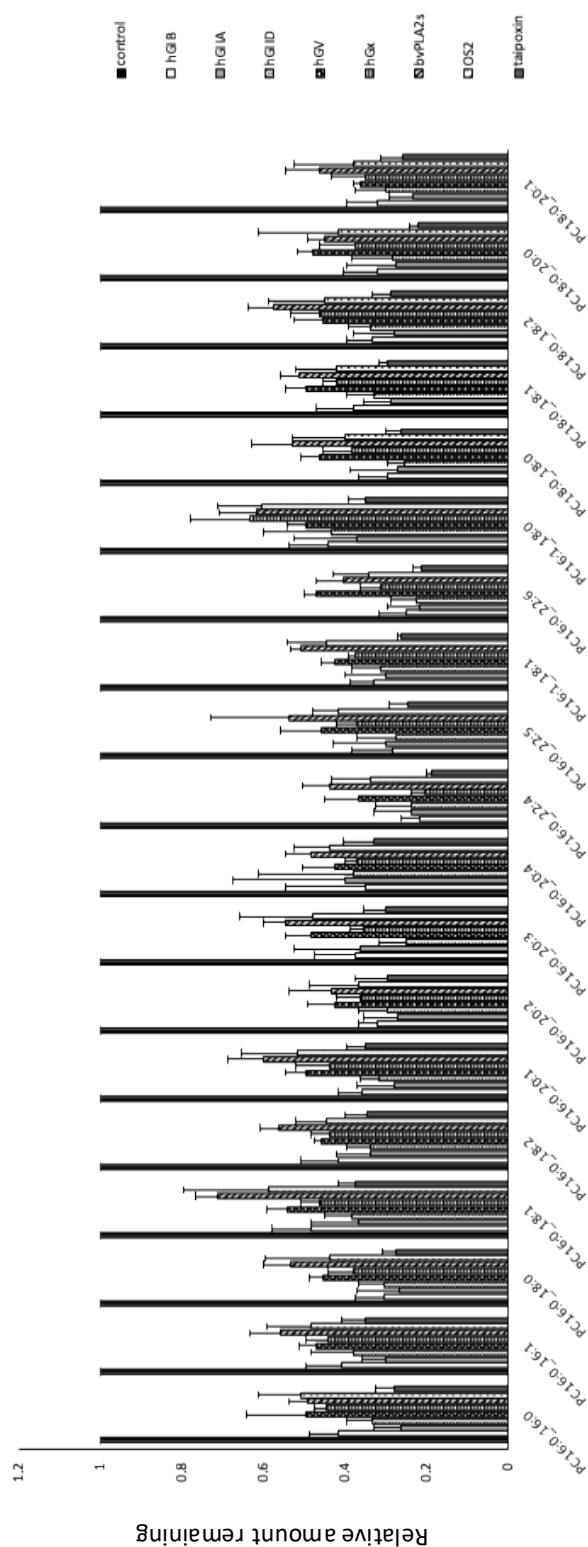 Relative amount remaining
1.2
1
0.8
0.6
0.4
0.2
0
PC16:0_16:0
PC16:0_16:1
PC16:0_18:0
PC16:0_18:1
PC16:0_18:2
PC16:0_20:1
PC16:0_20:2
PC16:0_20:3
PC16:0_20:4
PC16:0_22:4
PC16:0_22:5
PC16:1_18:1
PC16:0_22:6
PC16:1_18:0
PC18:0_18:0
PC18:0_18:1
PC18:0_18:2
PC18:0_20:0
PC18:0_20:1
control
hGIB
hGIIA
hGIID
hGV
hGx
bvPLA2s
OS2
taipoxin